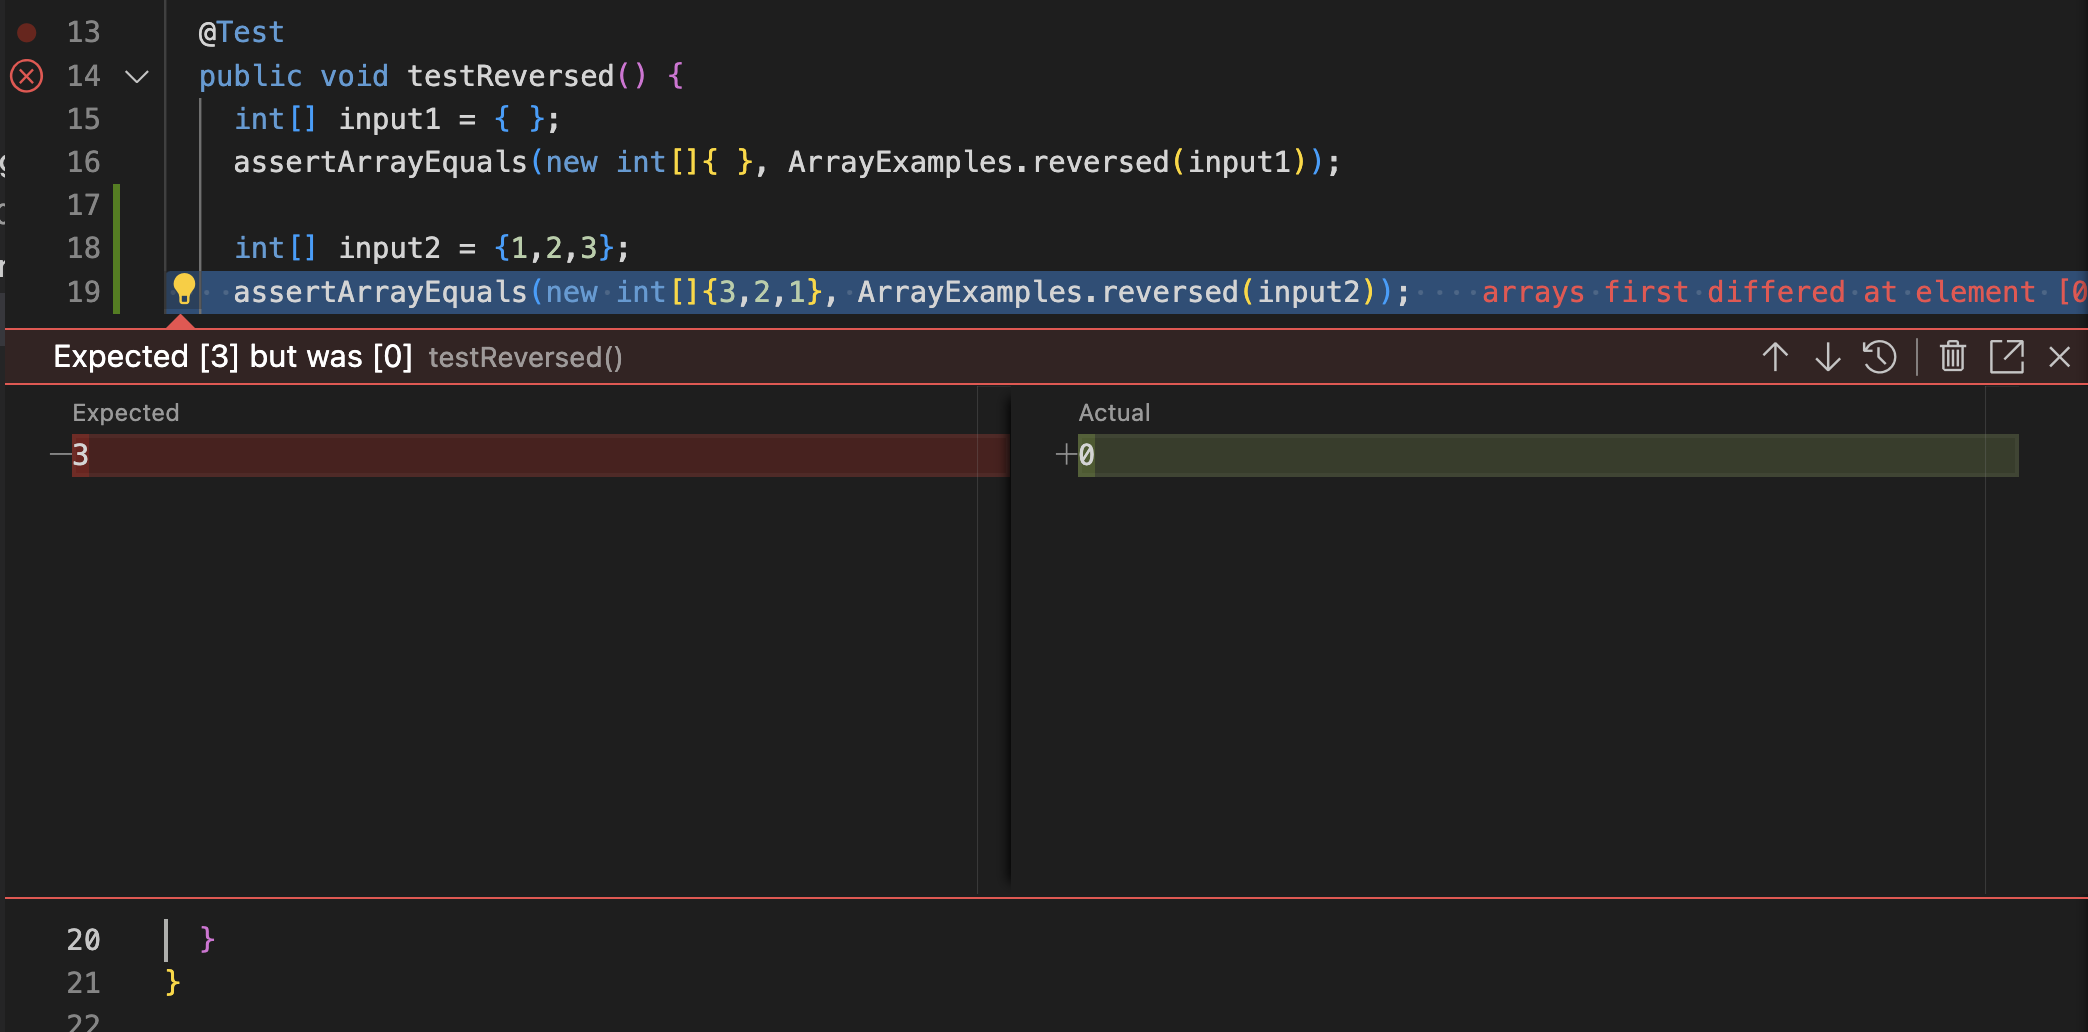 13 @Test
14 public void testReversed() {
15 int[] input1 = { };
16 assertArrayEquals(new int[]{ }, ArrayExamples.reversed(input1));
17
18 int[] input2 = {1,2,3};
19 assertArrayEquals(new int[]{3,2,1}, ArrayExamples.reversed(input2)); arrays first differed at element [0
Expected [3] but was [0] testReversed()
Expected Actual
—3 +0
20 }
21 }
22